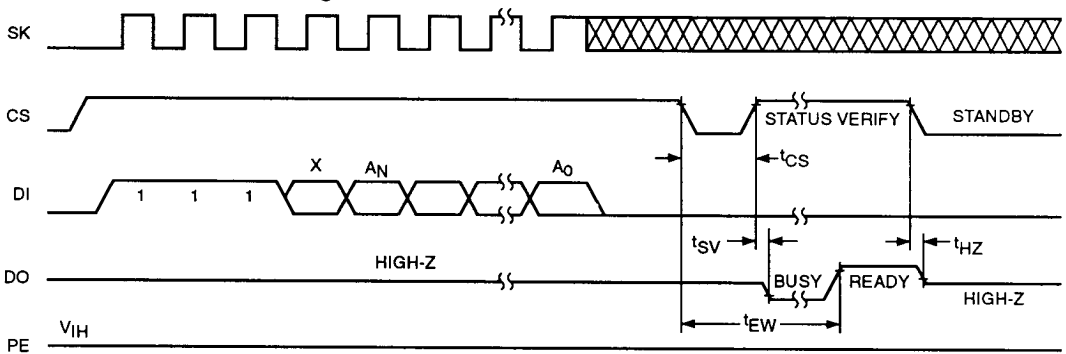 SK
CS
STATUS VERIFY
STANDBY
tCS
DI
1 1 1 X AN A0
tSV
tHZ
DO
HIGH-Z
BUSY
READY
HIGH-Z
tEW
PE
VIH